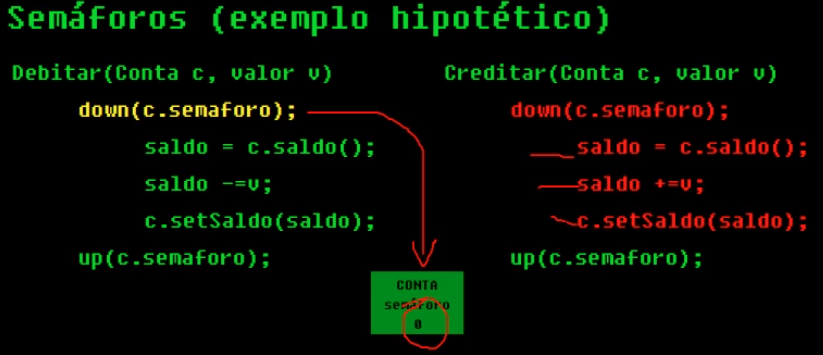 Semáforos (exemplo hipotético)
Debitar(Conta c, valor v)
down(c.semaforo);
saldo = c.saldo();
saldo -=v;
c.setSaldo(saldo);
up(c.semaforo);
Creditar(Conta c, valor v)
down(c.semaforo);
saldo = c.saldo();
saldo +=v;
c.setSaldo(saldo);
up(c.semaforo);
CONTA
semáforo
0